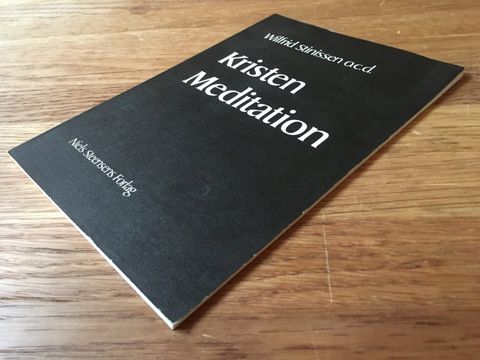 Wilfrid Stinissen o.c.d.
Kristen
Meditation
Niels Steensens Forlag